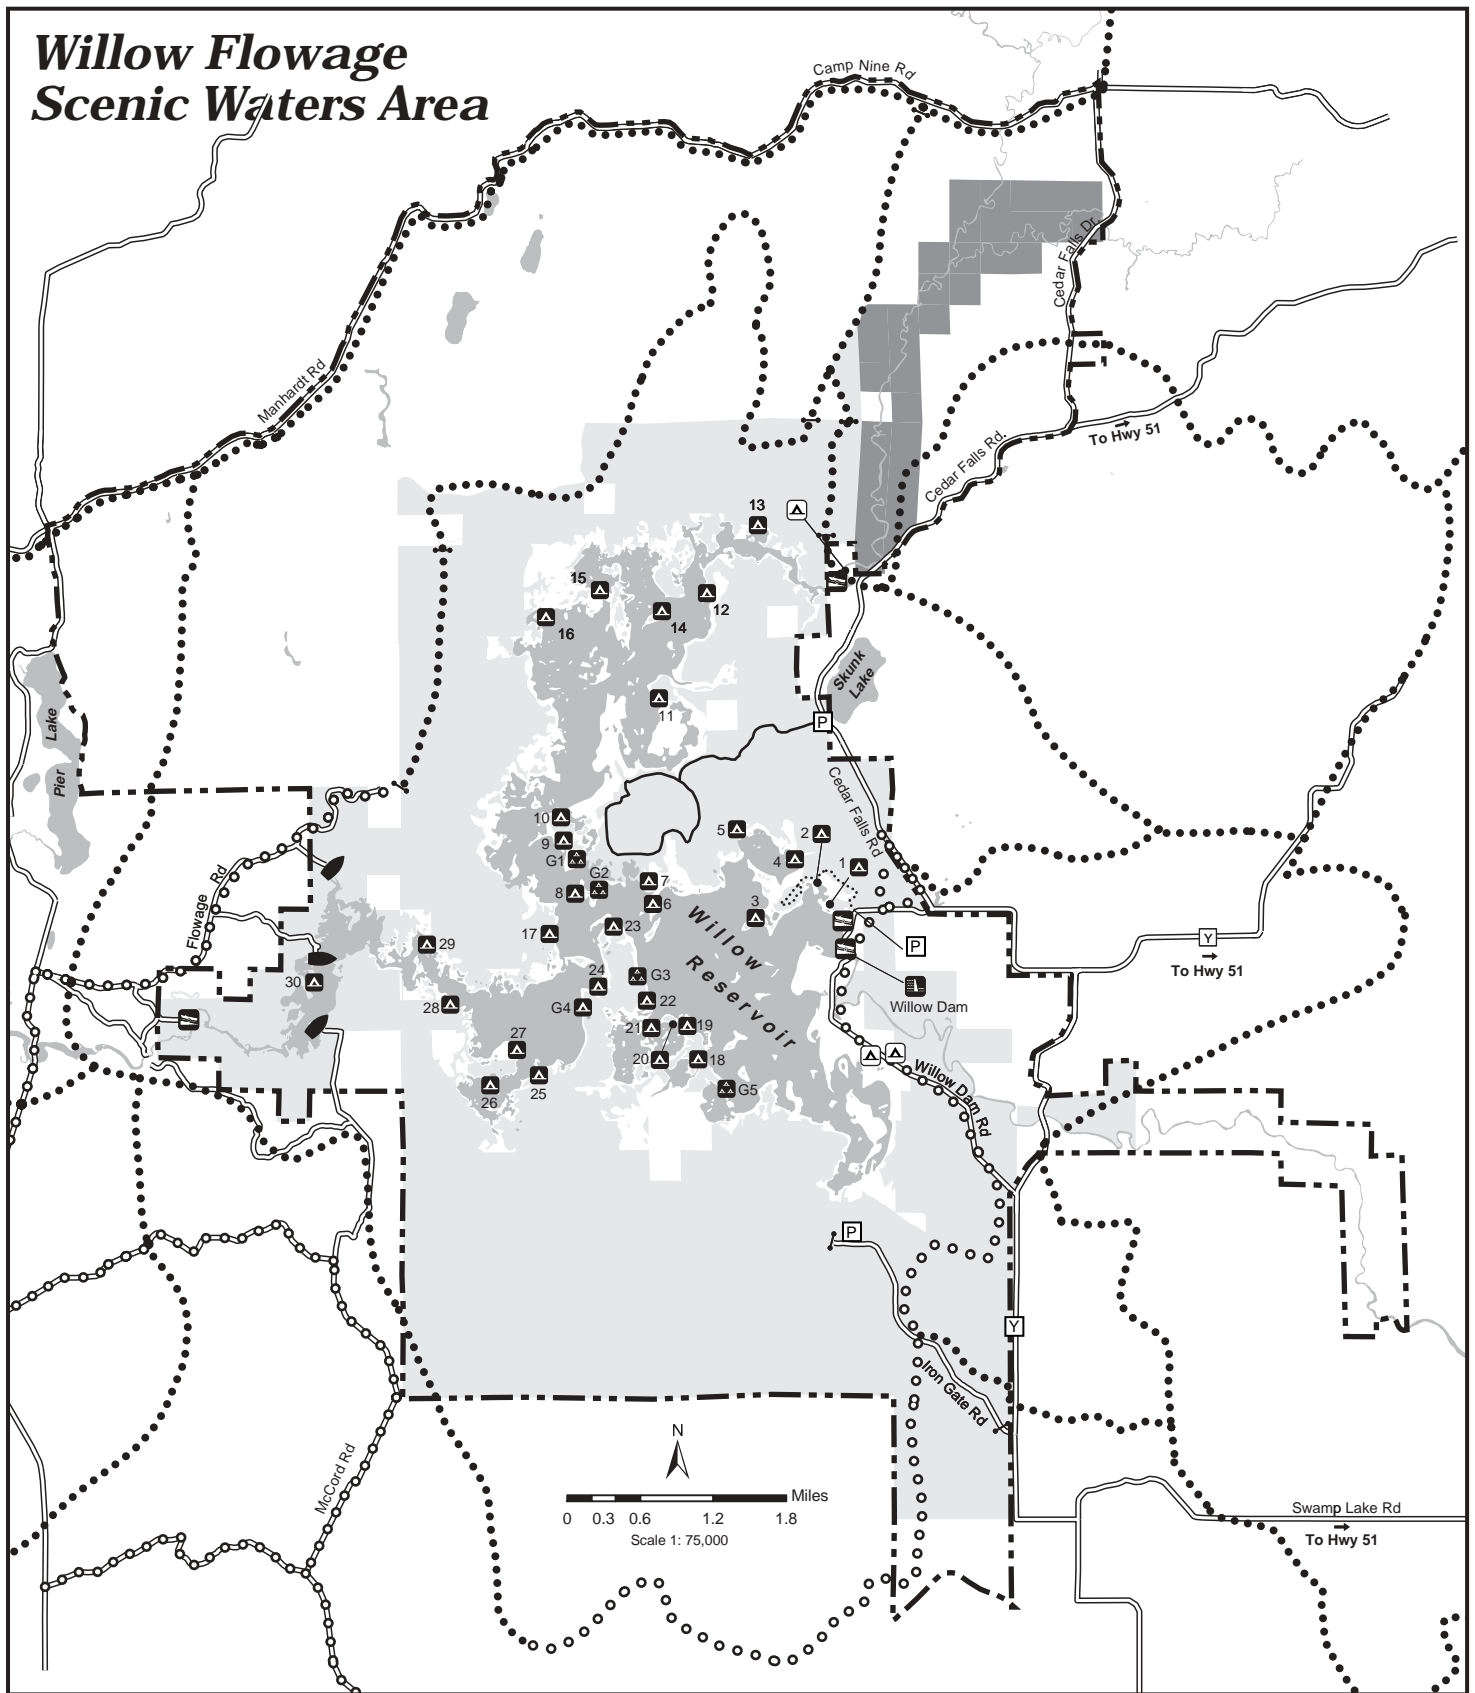 Willow Flowage
Scenic Waters Area
Camp Nine Rd
Cedar Falls Dr.
Manhardt Rd
To Hwy 51
Cedar Falls Rd.
13
15
12
14
16
Skunk
Lake
11
P
Lake
Pier
Cedar Falls Rd
10
9
G1
G2
8
7
6
5
4
2
1
3
Flowage Rd
17
23
Willow
Reservoir
P
Y
To Hwy 51
29
30
24
G3
28
G4
22
Willow Dam
21
19
27
20
18
26
25
G5
Willow Dam Rd
P
Y
Iron Gate Rd
N
McCord Rd
Miles
0 0.3 0.6 1.2 1.8
Scale 1: 75,000
Swamp Lake Rd
To Hwy 51